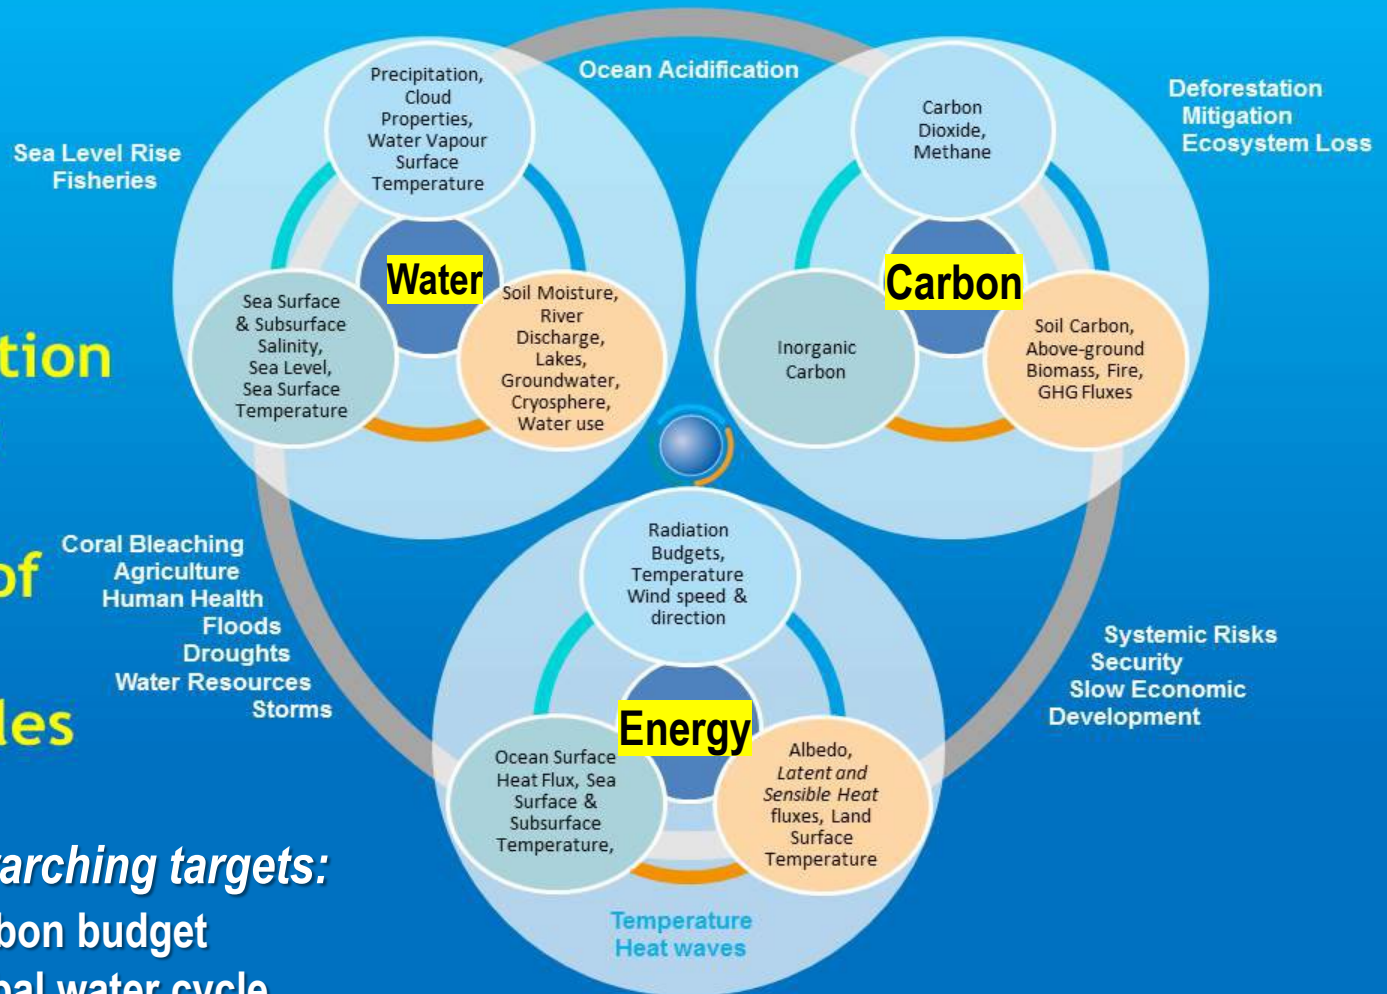 Ocean Acidification
Precipitation,
Cloud
Properties,
Water Vapour
Surface
Temperature
Carbon
Dioxide,
Methane
Deforestation
Mitigation
Ecosystem Loss
Sea Level Rise
Fisheries
Water
Carbon
Sea Surface
& Subsurface
Salinity,
Sea Level,
Sea Surface
Temperature
Soil Moisture,
River
Discharge,
Lakes,
Groundwater,
Cryosphere,
Water use
Inorganic
Carbon
Soil Carbon,
Above-ground
Biomass, Fire,
GHG Fluxes
tion
of
les
Coral Bleaching
Agriculture
Human Health
Floods
Droughts
Water Resources
Storms
Radiation
Budgets,
Temperature
Wind speed &
direction
Systemic Risks
Security
Slow Economic
Development
Energy
Ocean Surface
Heat Flux, Sea
Surface &
Subsurface
Temperature,
Albedo,
Latent and
Sensible Heat
fluxes, Land
Surface
Temperature
Temperature
Heat waves
arching targets:
bon budget
bal water cycle